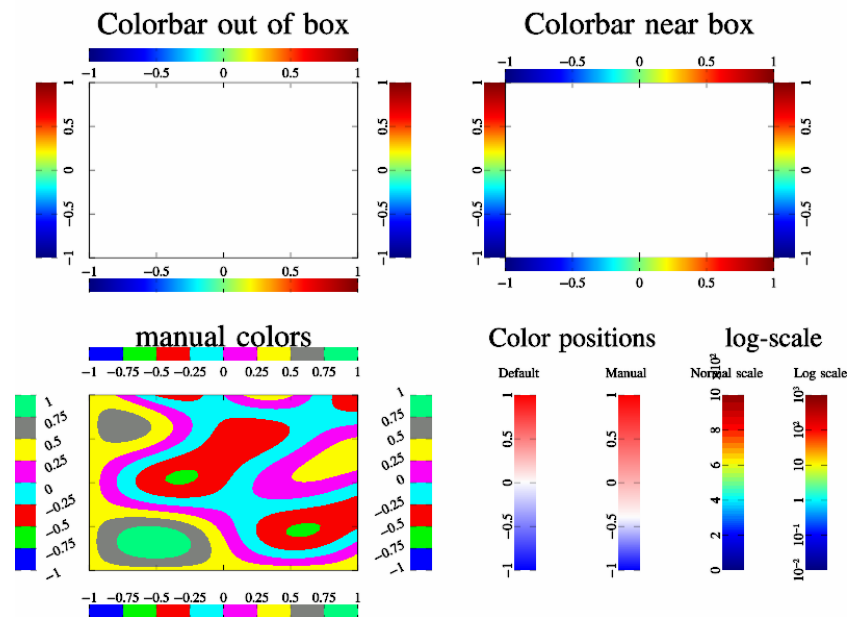 Colorbar out of box
−1 −0.5 0 0.5 1
−1 −0.5 0 0.5 1
−1 −0.5 0 0.5 1
−1 −0.5 0 0.5 1
Colorbar near box
−1 −0.5 0 0.5 1
−1 −0.5 0 0.5 1
−1 −0.5 0 0.5 1
−1 −0.5 0 0.5 1
manual colors
−1 −0.75 −0.5 −0.25 0 0.25 0.5 0.75 1
1
0.75
0.5
0.25
0
−0.25
−0.5
−0.75
−1
1
0.75
0.5
0.25
0
−0.25
−0.5
−0.75
−1
−1 −0.75 −0.5 −0.25 0 0.25 0.5 0.75 1
Color positions
Default
−1 −0.5 0 0.5 1
Manual
−1 −0.5 0 0.5 1
log-scale
Normal scale
0 2 4 6 8 10
Log scale
10⁻² 10⁻¹ 1 10 10² 10³